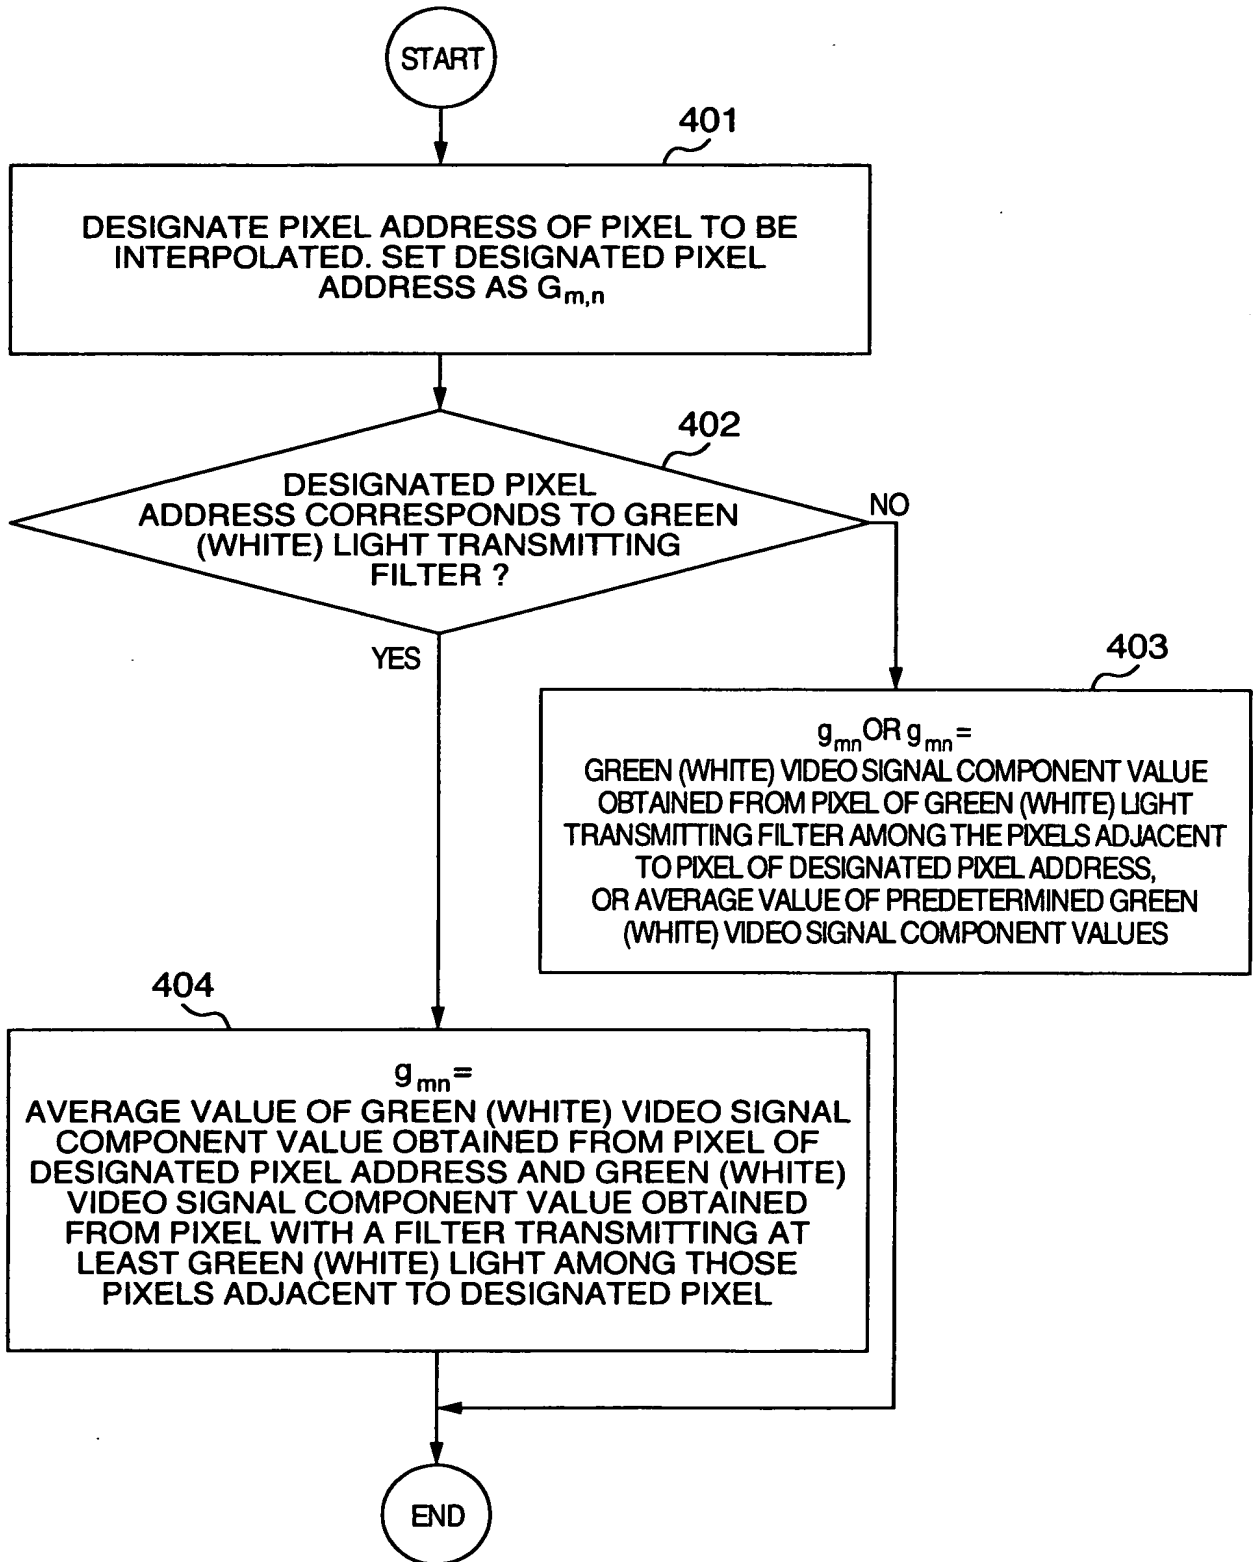 START
401
DESIGNATE PIXEL ADDRESS OF PIXEL TO BE
INTERPOLATED. SET DESIGNATED PIXEL
ADDRESS AS Gm,n
402
DESIGNATED PIXEL
ADDRESS CORRESPONDS TO GREEN
(WHITE) LIGHT TRANSMITTING
FILTER ?
NO
YES
403
gmn OR gmn=
GREEN (WHITE) VIDEO SIGNAL COMPONENT VALUE
OBTAINED FROM PIXEL OF GREEN (WHITE) LIGHT
TRANSMITTING FILTER AMONG THE PIXELS ADJACENT
TO PIXEL OF DESIGNATED PIXEL ADDRESS,
OR AVERAGE VALUE OF PREDETERMINED GREEN
(WHITE) VIDEO SIGNAL COMPONENT VALUES
404
gmn=
AVERAGE VALUE OF GREEN (WHITE) VIDEO SIGNAL
COMPONENT VALUE OBTAINED FROM PIXEL OF
DESIGNATED PIXEL ADDRESS AND GREEN (WHITE)
VIDEO SIGNAL COMPONENT VALUE OBTAINED
FROM PIXEL WITH A FILTER TRANSMITTING AT
LEAST GREEN (WHITE) LIGHT AMONG THOSE
PIXELS ADJACENT TO DESIGNATED PIXEL
END